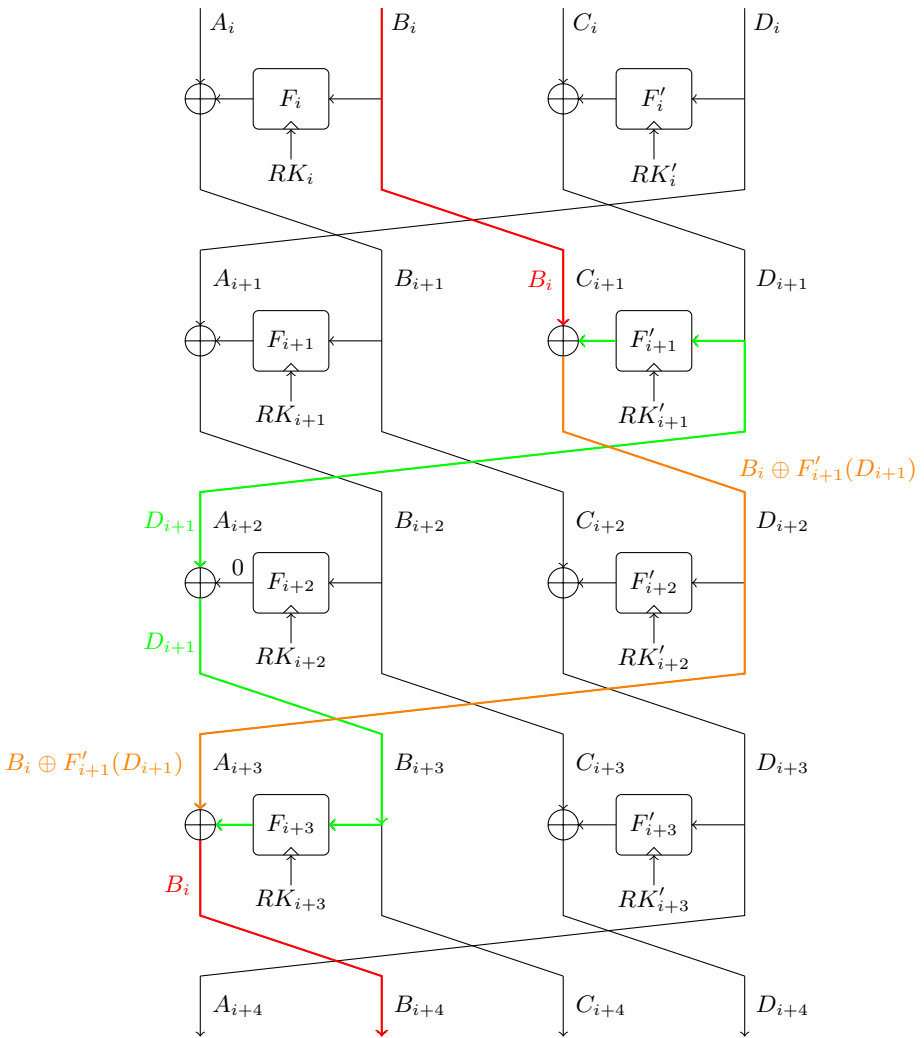 A_i B_i C_i D_i
F_i F'_i
RK_i RK'_i
A_{i+1} B_{i+1} B_i C_{i+1} D_{i+1}
F_{i+1} F'_{i+1}
RK_{i+1} RK'_{i+1}
B_i ⊕ F'_{i+1}(D_{i+1})
D_{i+1} A_{i+2} B_{i+2} C_{i+2} D_{i+2}
0 F_{i+2} F'_{i+2}
D_{i+1} RK_{i+2} RK'_{i+2}
B_i ⊕ F'_{i+1}(D_{i+1}) A_{i+3} B_{i+3} C_{i+3} D_{i+3}
F_{i+3} F'_{i+3}
B_i RK_{i+3} RK'_{i+3}
A_{i+4} B_{i+4} C_{i+4} D_{i+4}